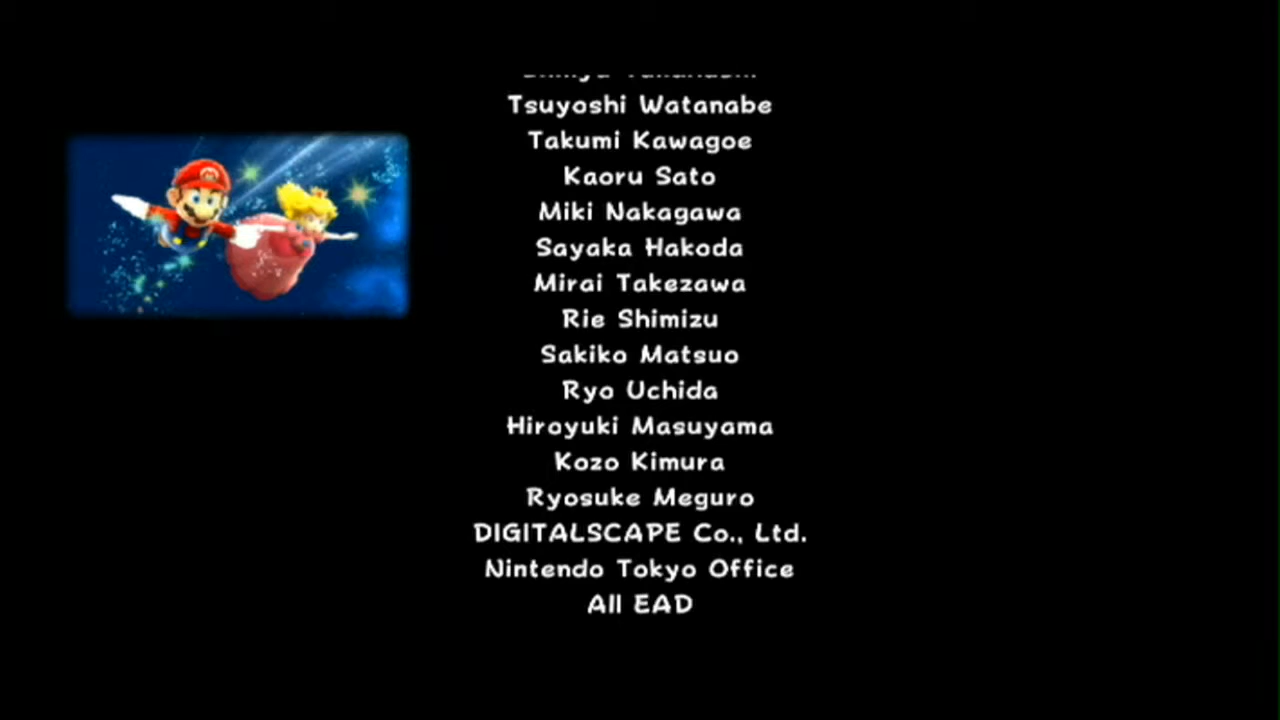 Tsuyoshi Watanabe
Takumi Kawagoe
Kaoru Sato
Miki Nakagawa
Sayaka Hakoda
Mirai Takezawa
Rie Shimizu
Sakiko Matsuo
Ryo Uchida
Hiroyuki Masuyama
Kozo Kimura
Ryosuke Meguro
DIGITALSCAPE Co., Ltd.
Nintendo Tokyo Office
All EAD